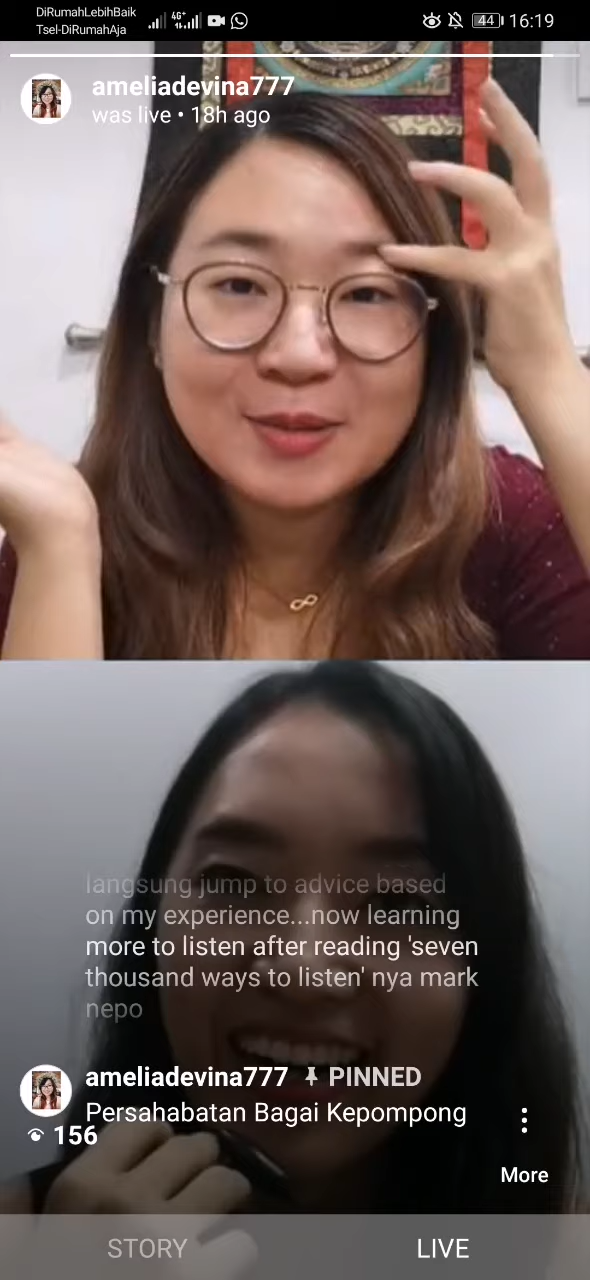 DiRumahLebihBaik
Tsel-DiRumahAja
4G+
44
16:19
ameliadevina777
was live • 18h ago
langsung jump to advice based
on my experience...now learning
more to listen after reading 'seven
thousand ways to listen' nya mark
nepo
ameliadevina777 PINNED
Persahabatan Bagai Kepompong
156
More
STORY
LIVE